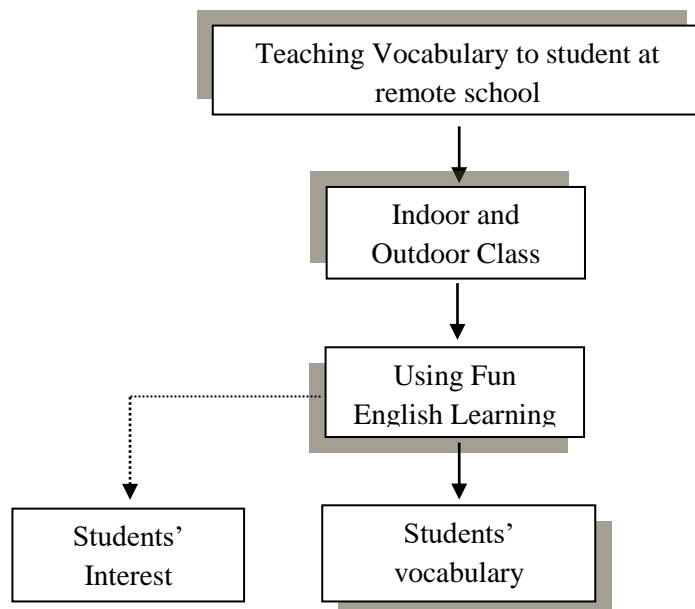 Teaching Vocabulary to student at
remote school
Indoor and
Outdoor Class
Using Fun
English Learning
Students’
Interest
Students’
vocabulary